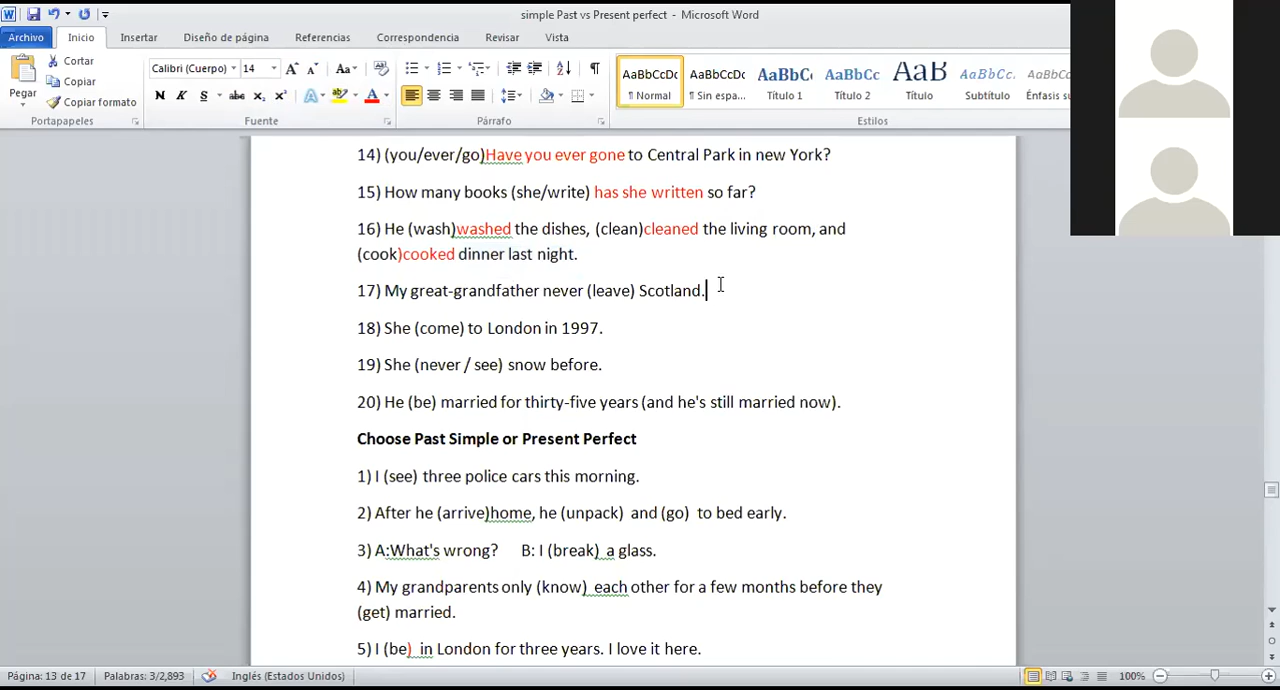 simple Past vs Present perfect - Microsoft Word
Archivo Inicio Insertar Diseño de página Referencias Correspondencia Revisar Vista
Pegar
Cortar
Copiar
Copiar formato
Portapapeles
Calibri (Cuerpo) 14
N K S abc x₂ x²
Fuente
Párrafo
AaBbCcDc AaBbCcDc AaBbC AaBbCc AaB AaBbCc. AaBbCcDc
¶ Normal ¶ Sin espa... Título 1 Título 2 Título Subtítulo Énfasis su
Estilos
14) (you/ever/go)Have you ever gone to Central Park in new York?
15) How many books (she/write) has she written so far?
16) He (wash)washed the dishes, (clean)cleaned the living room, and
(cook)cooked dinner last night.
17) My great-grandfather never (leave) Scotland.
18) She (come) to London in 1997.
19) She (never / see) snow before.
20) He (be) married for thirty-five years (and he's still married now).
Choose Past Simple or Present Perfect
1) I (see) three police cars this morning.
2) After he (arrive)home, he (unpack) and (go) to bed early.
3) A:What's wrong? B: I (break) a glass.
4) My grandparents only (know) each other for a few months before they
(get) married.
5) I (be) in London for three years. I love it here.
Página: 13 de 17 Palabras: 3/2,893 Inglés (Estados Unidos) 100%